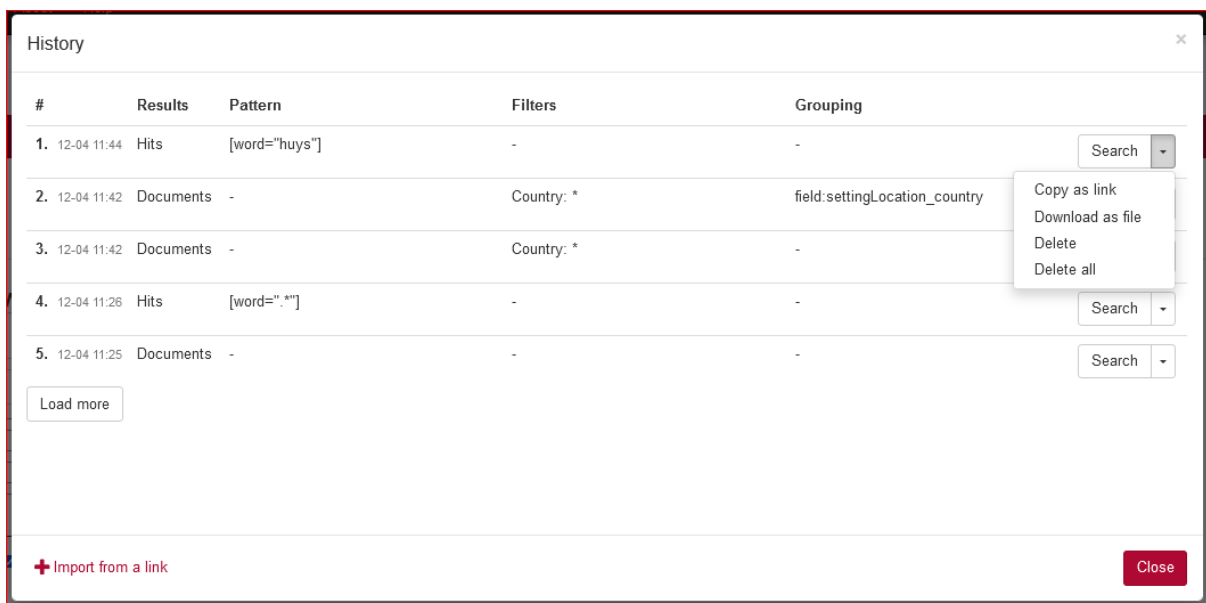 History ×
# Results Pattern Filters Grouping
1. 12-04 11:44 Hits [word="huys"] - - Search
2. 12-04 11:42 Documents - Country: * field:settingLocation_country
Copy as link
Download as file
Delete
Delete all
3. 12-04 11:42 Documents - Country: * -
4. 12-04 11:26 Hits [word=".*"] - - Search
5. 12-04 11:25 Documents - - - Search
Load more
Import from a link
Close